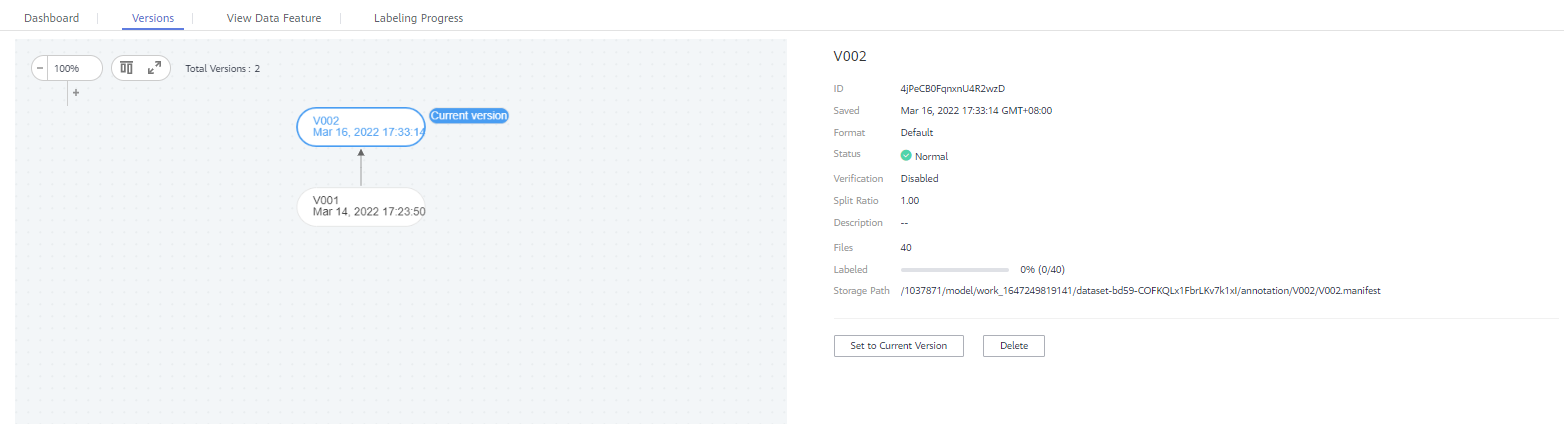 Dashboard Versions View Data Feature Labeling Progress
− 100%
+
Total Versions : 2
V002
Mar 16, 2022 17:33:14
Current version
V001
Mar 14, 2022 17:23:50
V002
ID 4jPeCB0FqnxnU4R2wzD
Saved Mar 16, 2022 17:33:14 GMT+08:00
Format Default
Status Normal
Verification Disabled
Split Ratio 1.00
Description --
Files 40
Labeled 0% (0/40)
Storage Path /1037871/model/work_1647249819141/dataset-bd59-COFKQLx1FbrLKv7k1xI/annotation/V002/V002.manifest
Set to Current Version Delete